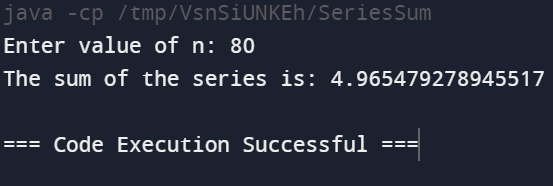 java -cp /tmp/VsnSiUNKEh/SeriesSum
Enter value of n: 80
The sum of the series is: 4.965479278945517
=== Code Execution Successful ===